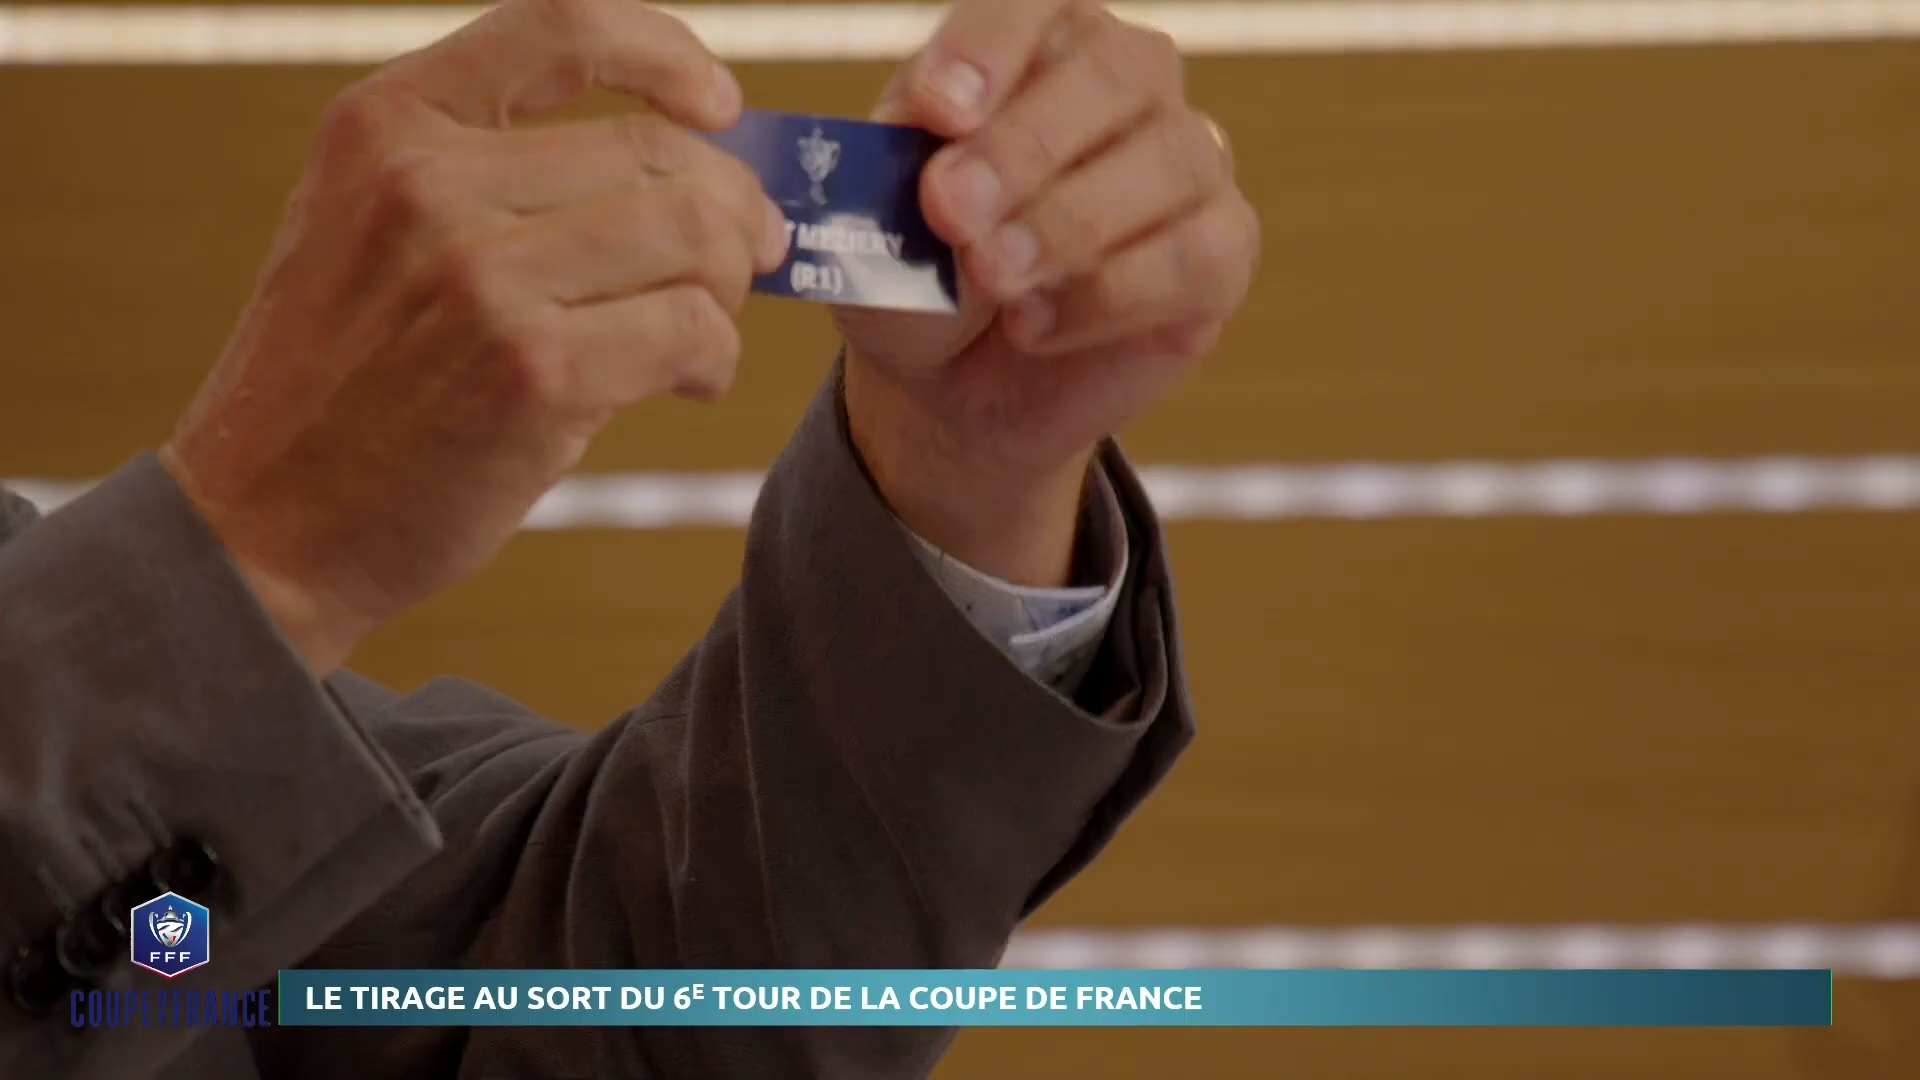 (R1)
FFF
COUPE DE FRANCE
LE TIRAGE AU SORT DU 6E TOUR DE LA COUPE DE FRANCE